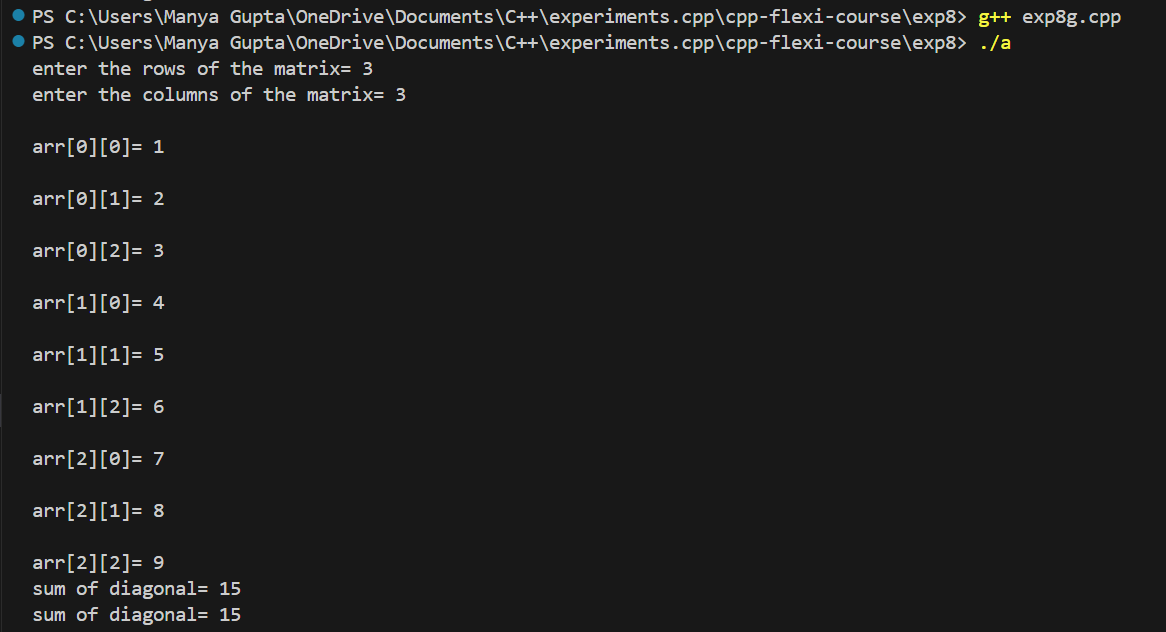 PS C:\Users\Manya Gupta\OneDrive\Documents\C++\experiments.cpp\cpp-flexi-course\exp8> g++ exp8g.cpp
PS C:\Users\Manya Gupta\OneDrive\Documents\C++\experiments.cpp\cpp-flexi-course\exp8> ./a
enter the rows of the matrix= 3
enter the columns of the matrix= 3
arr[0][0]= 1
arr[0][1]= 2
arr[0][2]= 3
arr[1][0]= 4
arr[1][1]= 5
arr[1][2]= 6
arr[2][0]= 7
arr[2][1]= 8
arr[2][2]= 9
sum of diagonal= 15
sum of diagonal= 15